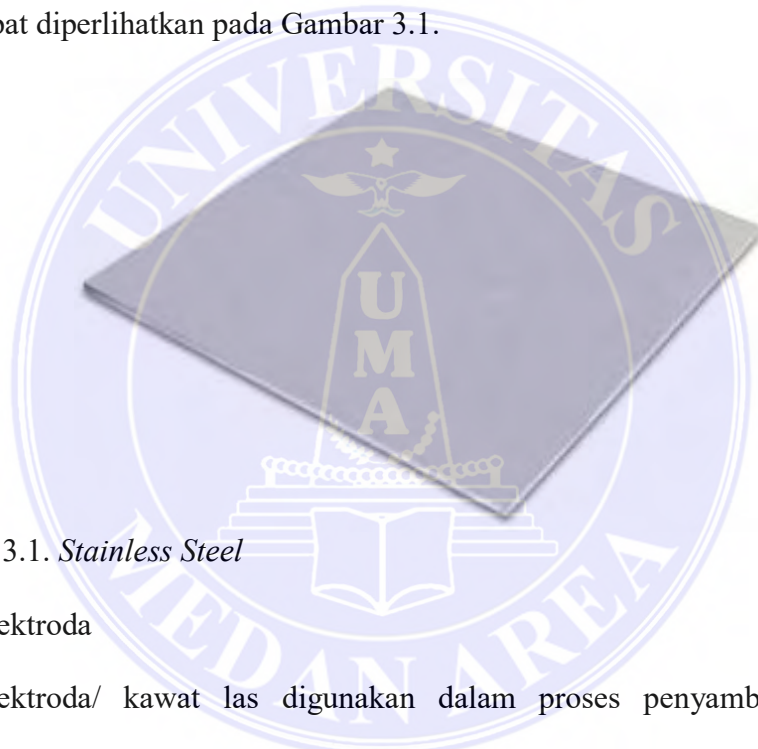 pat diperlihatkan pada Gambar 3.1.
UNIVERSITAS
U
M
A
3.1. Stainless Steel
ektroda
MEDAN AREA
ektroda/ kawat las digunakan dalam proses penyamb